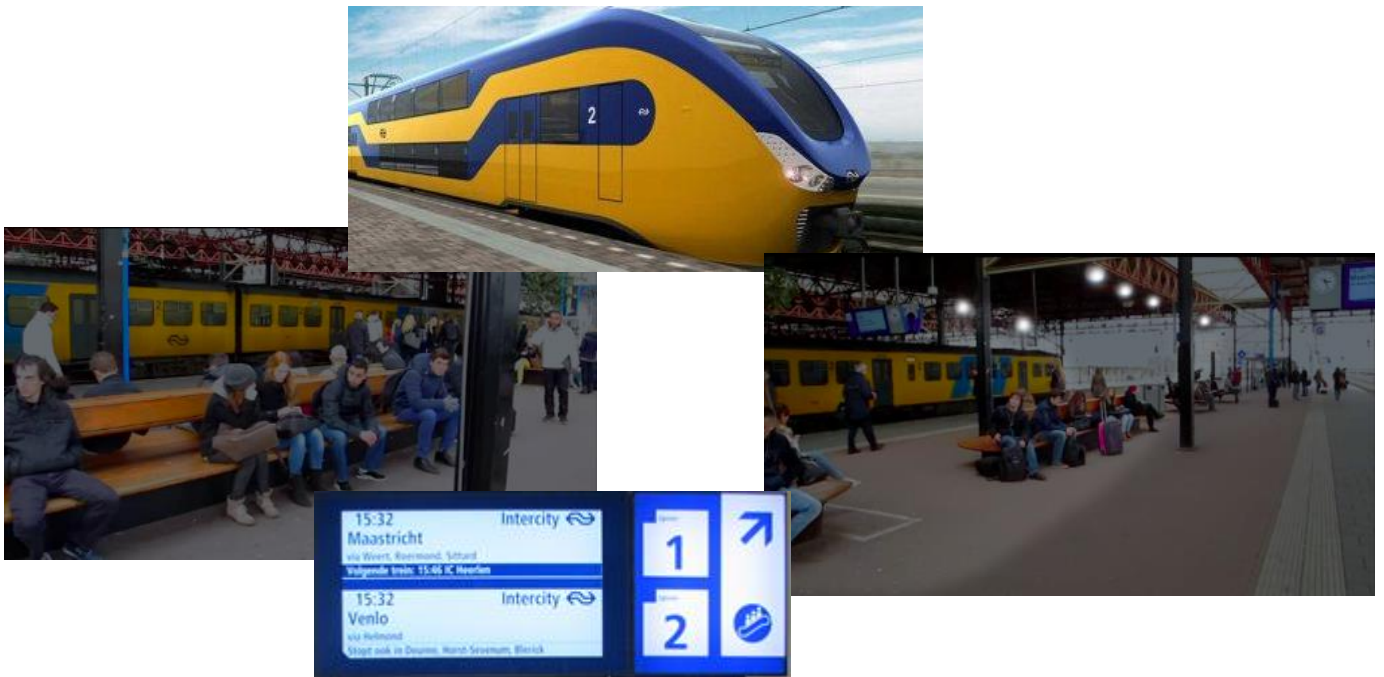 2
15:32 Intercity
Maastricht
via Weert, Roermond, Sittard
Volgende trein: 15:46 IC Heerlen
15:32 Intercity
Venlo
via Helmond
Stopt ook in Deurne, Horst-Sevenum, Blerick
1
2